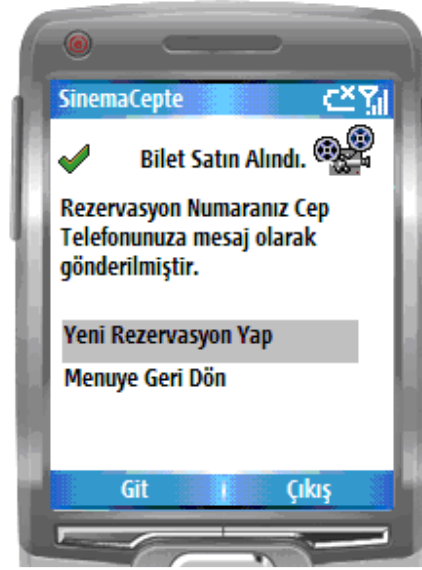 SinemaCepte
Bilet Satın Alındı.
Rezervasyon Numaranız Cep
Telefonunuza mesaj olarak
gönderilmiştir.
Yeni Rezervasyon Yap
Menuye Geri Dön
Git Çıkış